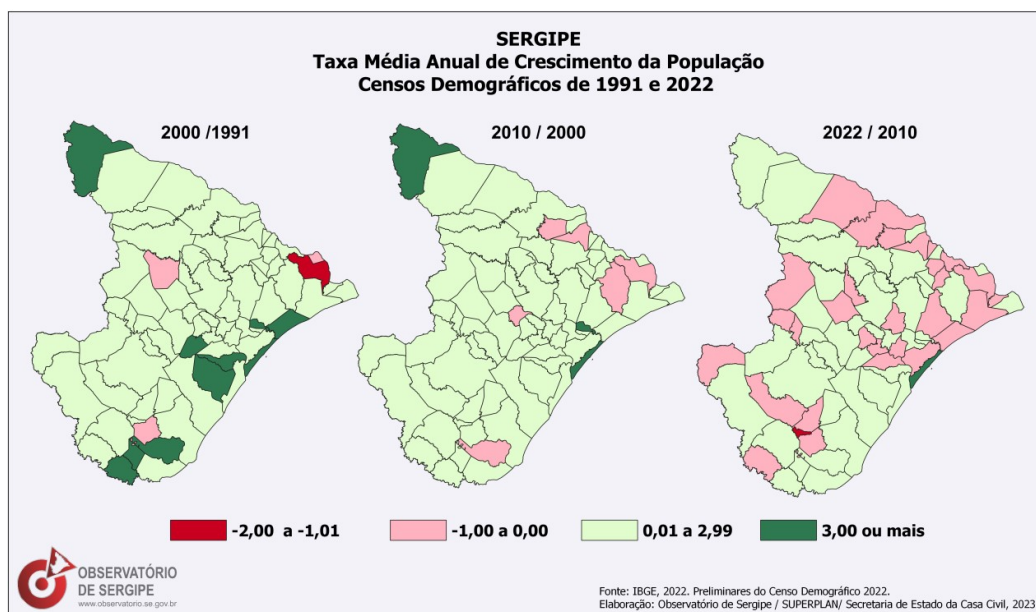 SERGIPE
Taxa Média Anual de Crescimento da População
Censos Demográficos de 1991 e 2022
2000 /1991
2010 / 2000
2022 / 2010
-2,00 a -1,01
-1,00 a 0,00
0,01 a 2,99
3,00 ou mais
OBSERVATÓRIO
DE SERGIPE
www.observatorio.se.gov.br
Fonte: IBGE, 2022. Preliminares do Censo Demográfico 2022.
Elaboração: Observatório de Sergipe / SUPERPLAN/ Secretaria de Estado da Casa Civil, 2023